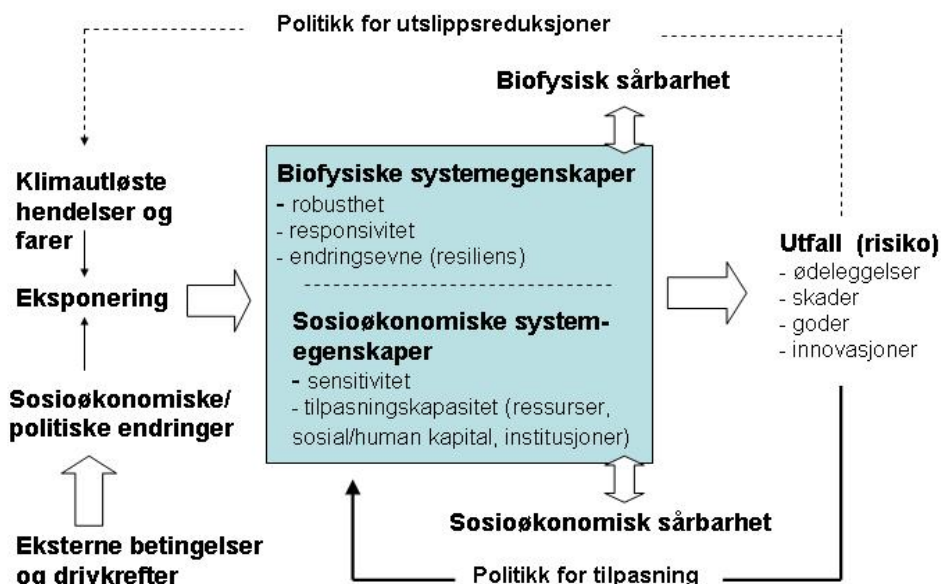 Politikk for utslippsreduksjoner
Biofysisk sårbarhet
Klimautløste
hendelser og
farer
Eksponering
Sosioøkonomiske/
politiske endringer
Eksterne betingelser
og drivkrefter
Biofysiske systemegenskaper
- robusthet
- responsivitet
- endringsevne (resiliens)
Sosioøkonomiske system-
egenskaper
- sensitivitet
- tilpasningskapasitet (ressurser,
sosial/human kapital, institusjoner)
Utfall (risiko)
- ødeleggelser
- skader
- goder
- innovasjoner
Sosioøkonomisk sårbarhet
Politikk for tilpasning